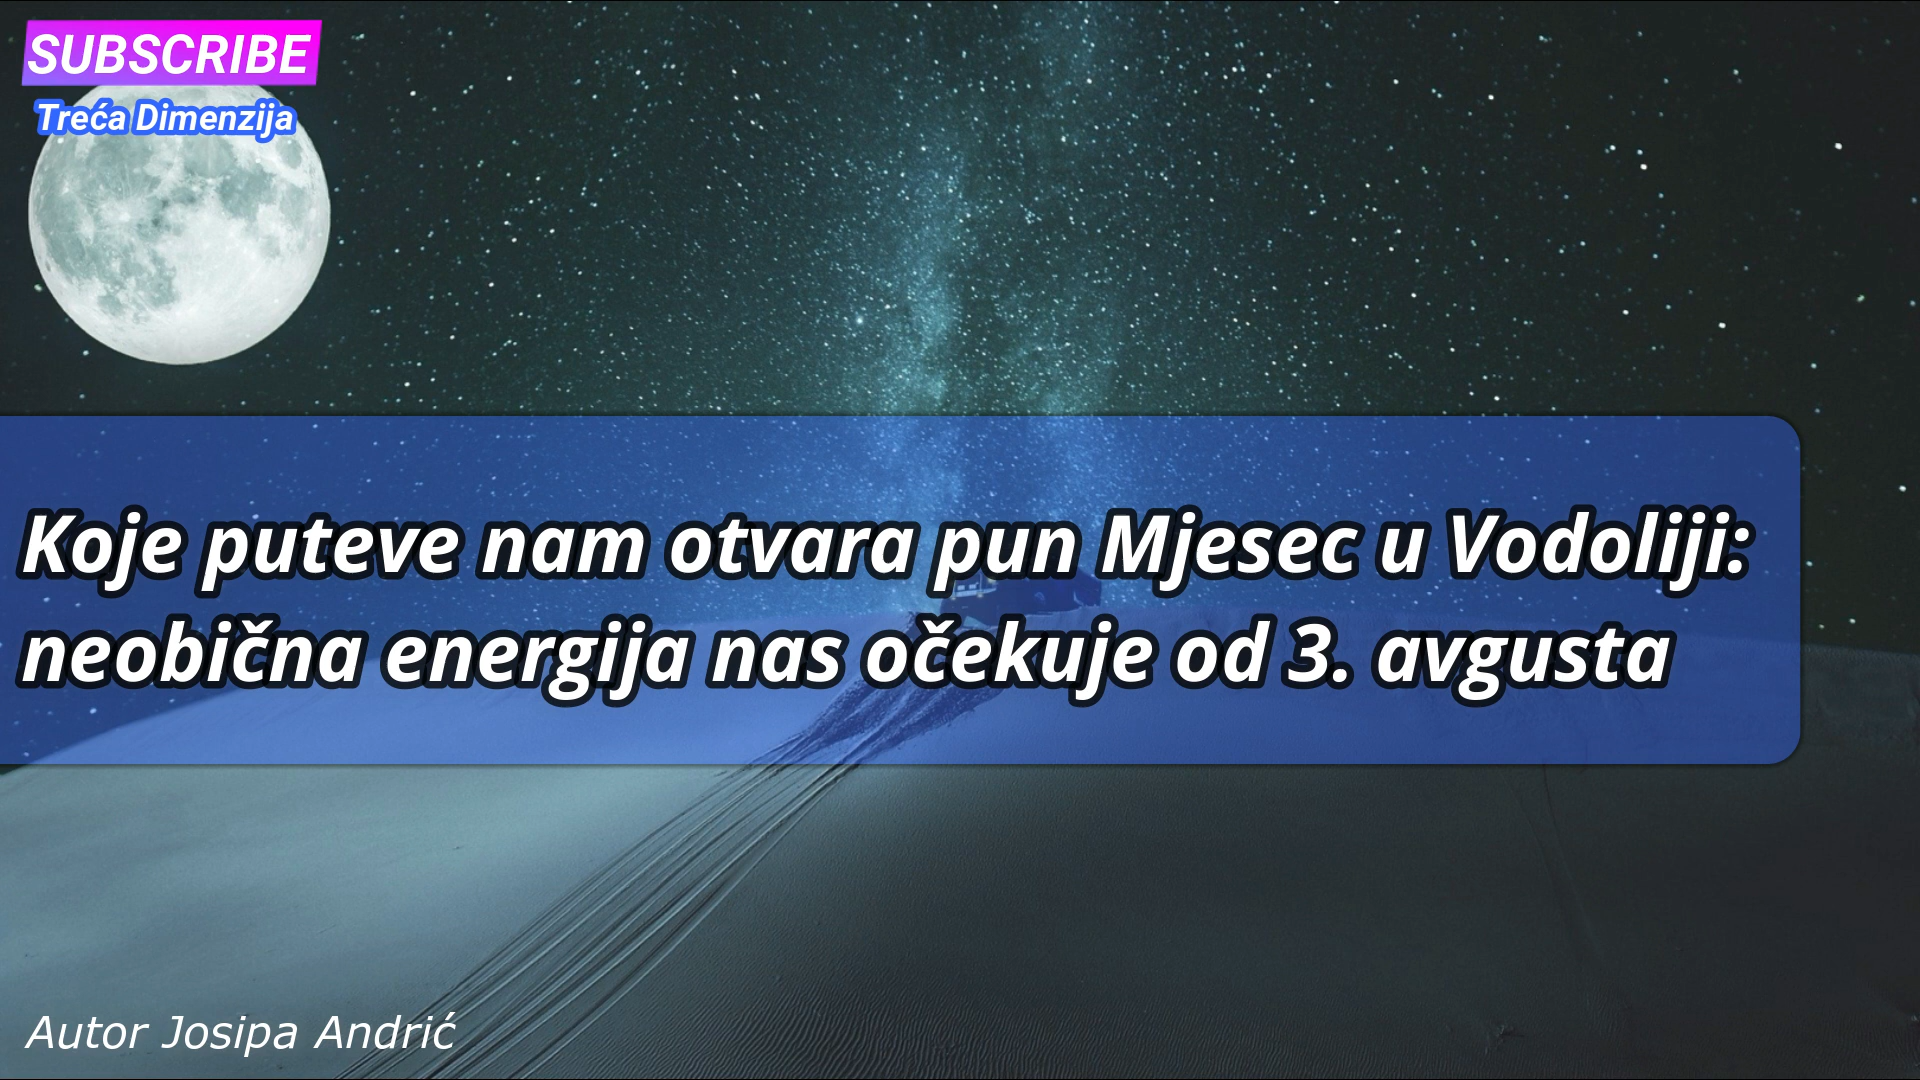 SUBSCRIBE
Treća Dimenzija
Koje puteve nam otvara pun Mjesec u Vodoliji:
neobična energija nas očekuje od 3. avgusta
Autor Josipa Andrić